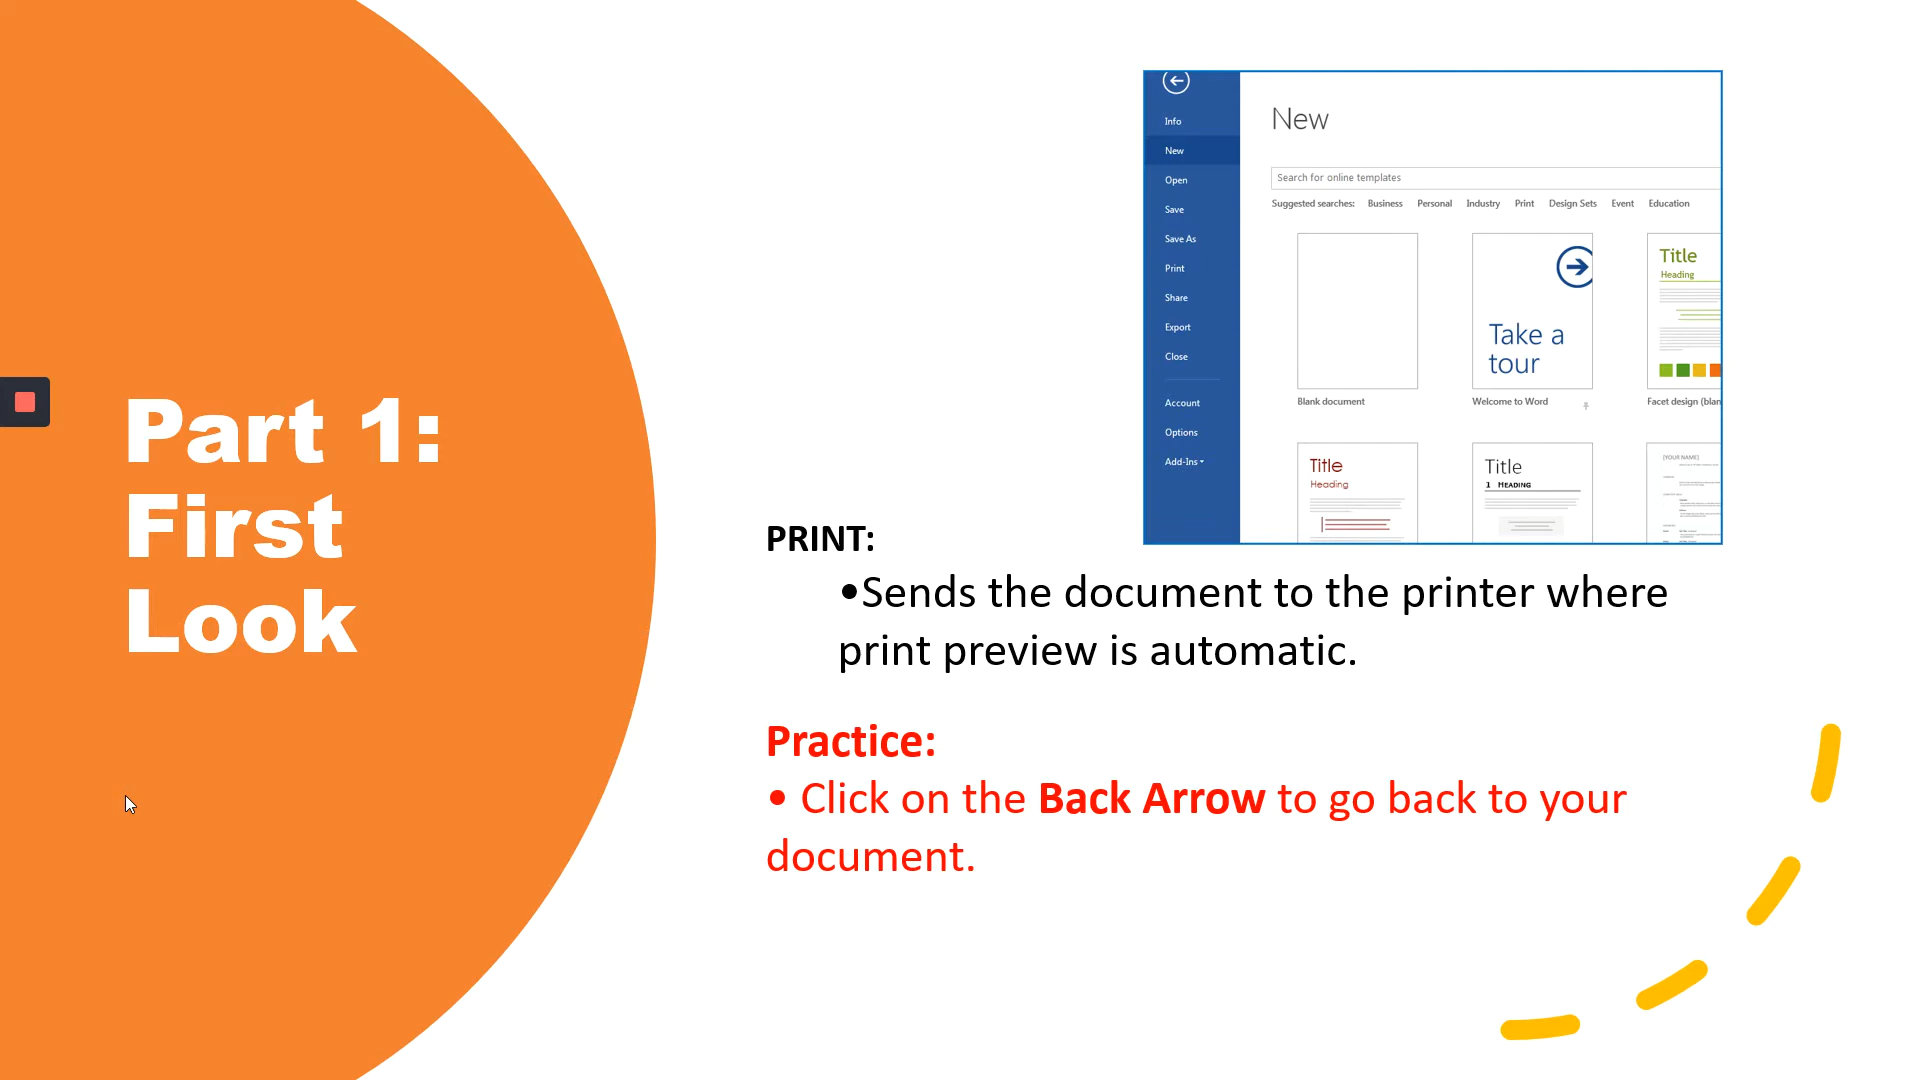 Part 1:
First
Look
Info
New
Open
Save
Save As
Print
Share
Export
Close
Account
Options
Add-Ins
New
Search for online templates
Suggested searches: Business Personal Industry Print Design Sets Event Education
Take a
tour
Title
Heading
Blank document
Welcome to Word
Facet design (blan
Title
Heading
Title
1 HEADING
[YOUR NAME]
PRINT:
•Sends the document to the printer where
print preview is automatic.
Practice:
• Click on the Back Arrow to go back to your
document.